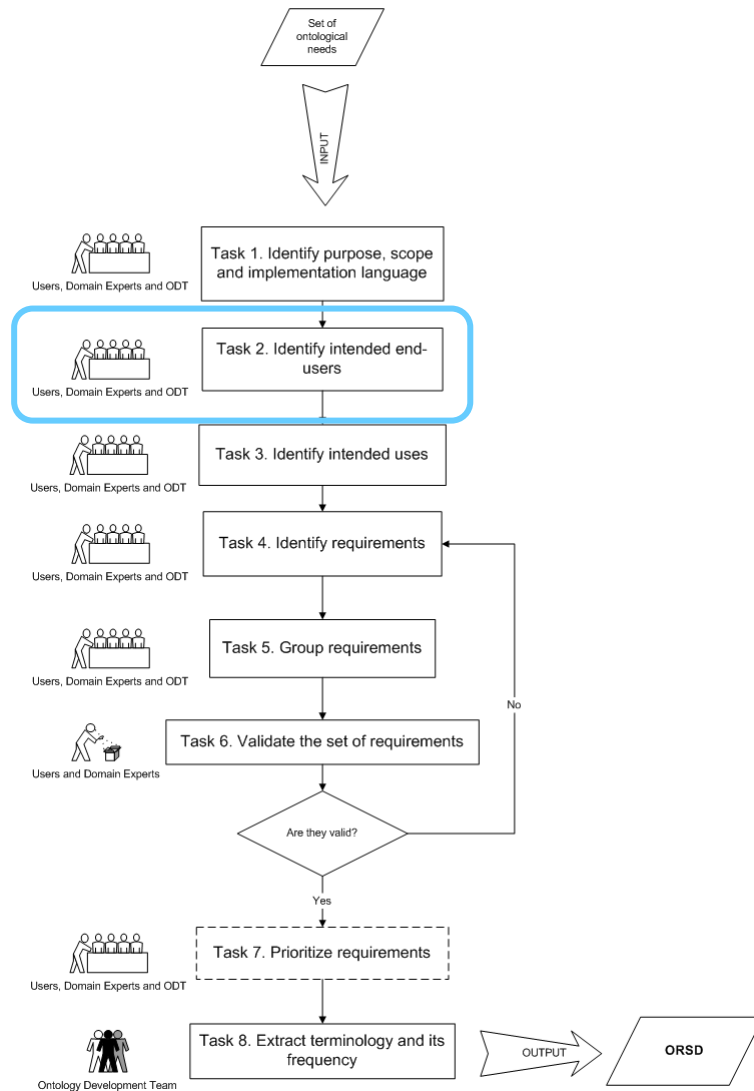 Set of
ontological
needs
INPUT
Task 1. Identify purpose, scope
and implementation language
Users, Domain Experts and ODT
Task 2. Identify intended end-
users
Users, Domain Experts and ODT
Task 3. Identify intended uses
Users, Domain Experts and ODT
Task 4. Identify requirements
Users, Domain Experts and ODT
Task 5. Group requirements
Users, Domain Experts and ODT
No
Task 6. Validate the set of requirements
Users and Domain Experts
Are they valid?
Yes
Task 7. Prioritize requirements
Users, Domain Experts and ODT
Task 8. Extract terminology and its
frequency
Ontology Development Team
OUTPUT
ORSD